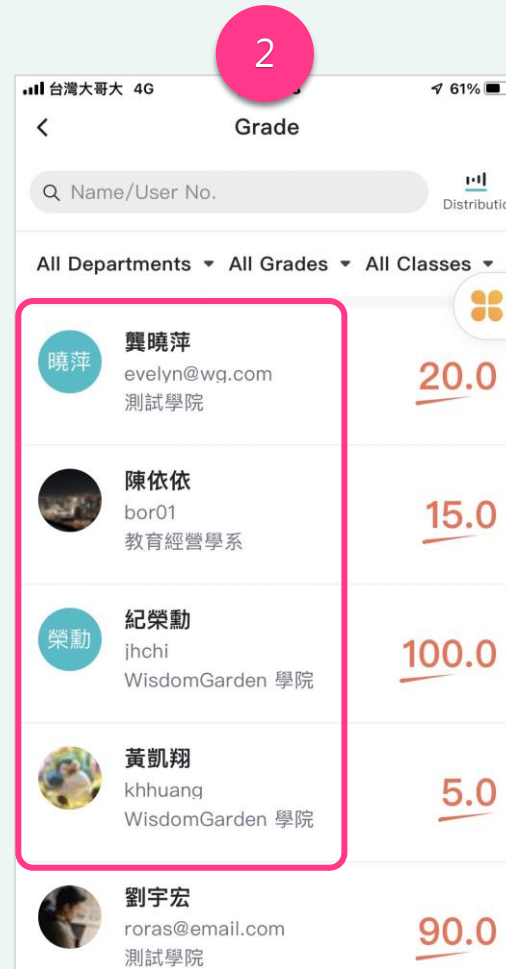 2
台灣大哥大 4G
61%
Grade
Name/User No.
Distributio
All Departments All Grades All Classes
曉萍
龔曉萍
evelyn@wg.com
測試學院
20.0
陳依依
bor01
教育經營學系
15.0
榮勳
紀榮勳
jhchi
WisdomGarden 學院
100.0
黃凱翔
khhuang
WisdomGarden 學院
5.0
劉宇宏
roras@email.com
測試學院
90.0